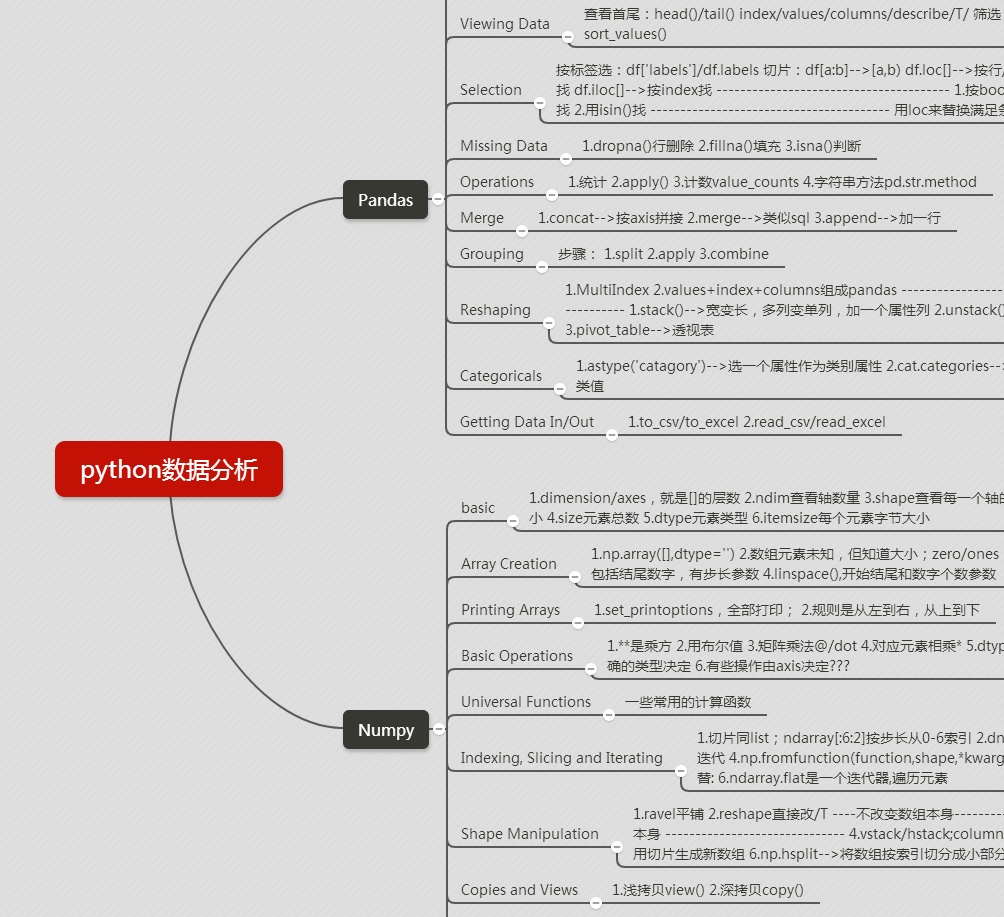 Viewing Data
查看首尾：head()/tail() index/values/columns/describe/T/ 筛选
sort_values()
Selection
按标签选：df['labels']/df.labels 切片：df[a:b]-->[a,b) df.loc[]-->按行/
找 df.iloc[]-->按index找 --------------------------------------- 1.按boo
找 2.用isin()找 ---------------------------------------- 用loc来替换满足条
Missing Data
1.dropna()行删除 2.fillna()填充 3.isna()判断
Operations
1.统计 2.apply() 3.计数value_counts 4.字符串方法pd.str.method
Pandas
Merge
1.concat-->按axis拼接 2.merge-->类似sql 3.append-->加一行
Grouping
步骤： 1.split 2.apply 3.combine
Reshaping
1.MultiIndex 2.values+index+columns组成pandas -----------------
---------- 1.stack()-->宽变长，多列变单列，加一个属性列 2.unstack()
3.pivot_table-->透视表
Categoricals
1.astype('catagory')-->选一个属性作为类别属性 2.cat.categories--
类值
Getting Data In/Out
1.to_csv/to_excel 2.read_csv/read_excel
python数据分析
basic
1.dimension/axes，就是[]的层数 2.ndim查看轴数量 3.shape查看每一个轴的
小 4.size元素总数 5.dtype元素类型 6.itemsize每个元素字节大小
Array Creation
1.np.array([],dtype='') 2.数组元素未知，但知道大小；zero/ones
包括结尾数字，有步长参数 4.linspace(),开始结尾和数字个数参数
Printing Arrays
1.set_printoptions，全部打印； 2.规则是从左到右，从上到下
Basic Operations
1.**是乘方 2.用布尔值 3.矩阵乘法@/dot 4.对应元素相乘* 5.dtyp
确的类型决定 6.有些操作由axis决定???
Universal Functions
一些常用的计算函数
Numpy
Indexing, Slicing and Iterating
1.切片同list；ndarray[:6:2]按步长从0-6索引 2.dn
迭代 4.np.fromfunction(function,shape,*kwarg
替: 6.ndarray.flat是一个迭代器,遍历元素
Shape Manipulation
1.ravel平铺 2.reshape直接改/T ----不改变数组本身---------
本身 ------------------------------ 4.vstack/hstack;column
用切片生成新数组 6.np.hsplit-->将数组按索引切分成小部分
Copies and Views
1.浅拷贝view() 2.深拷贝copy()